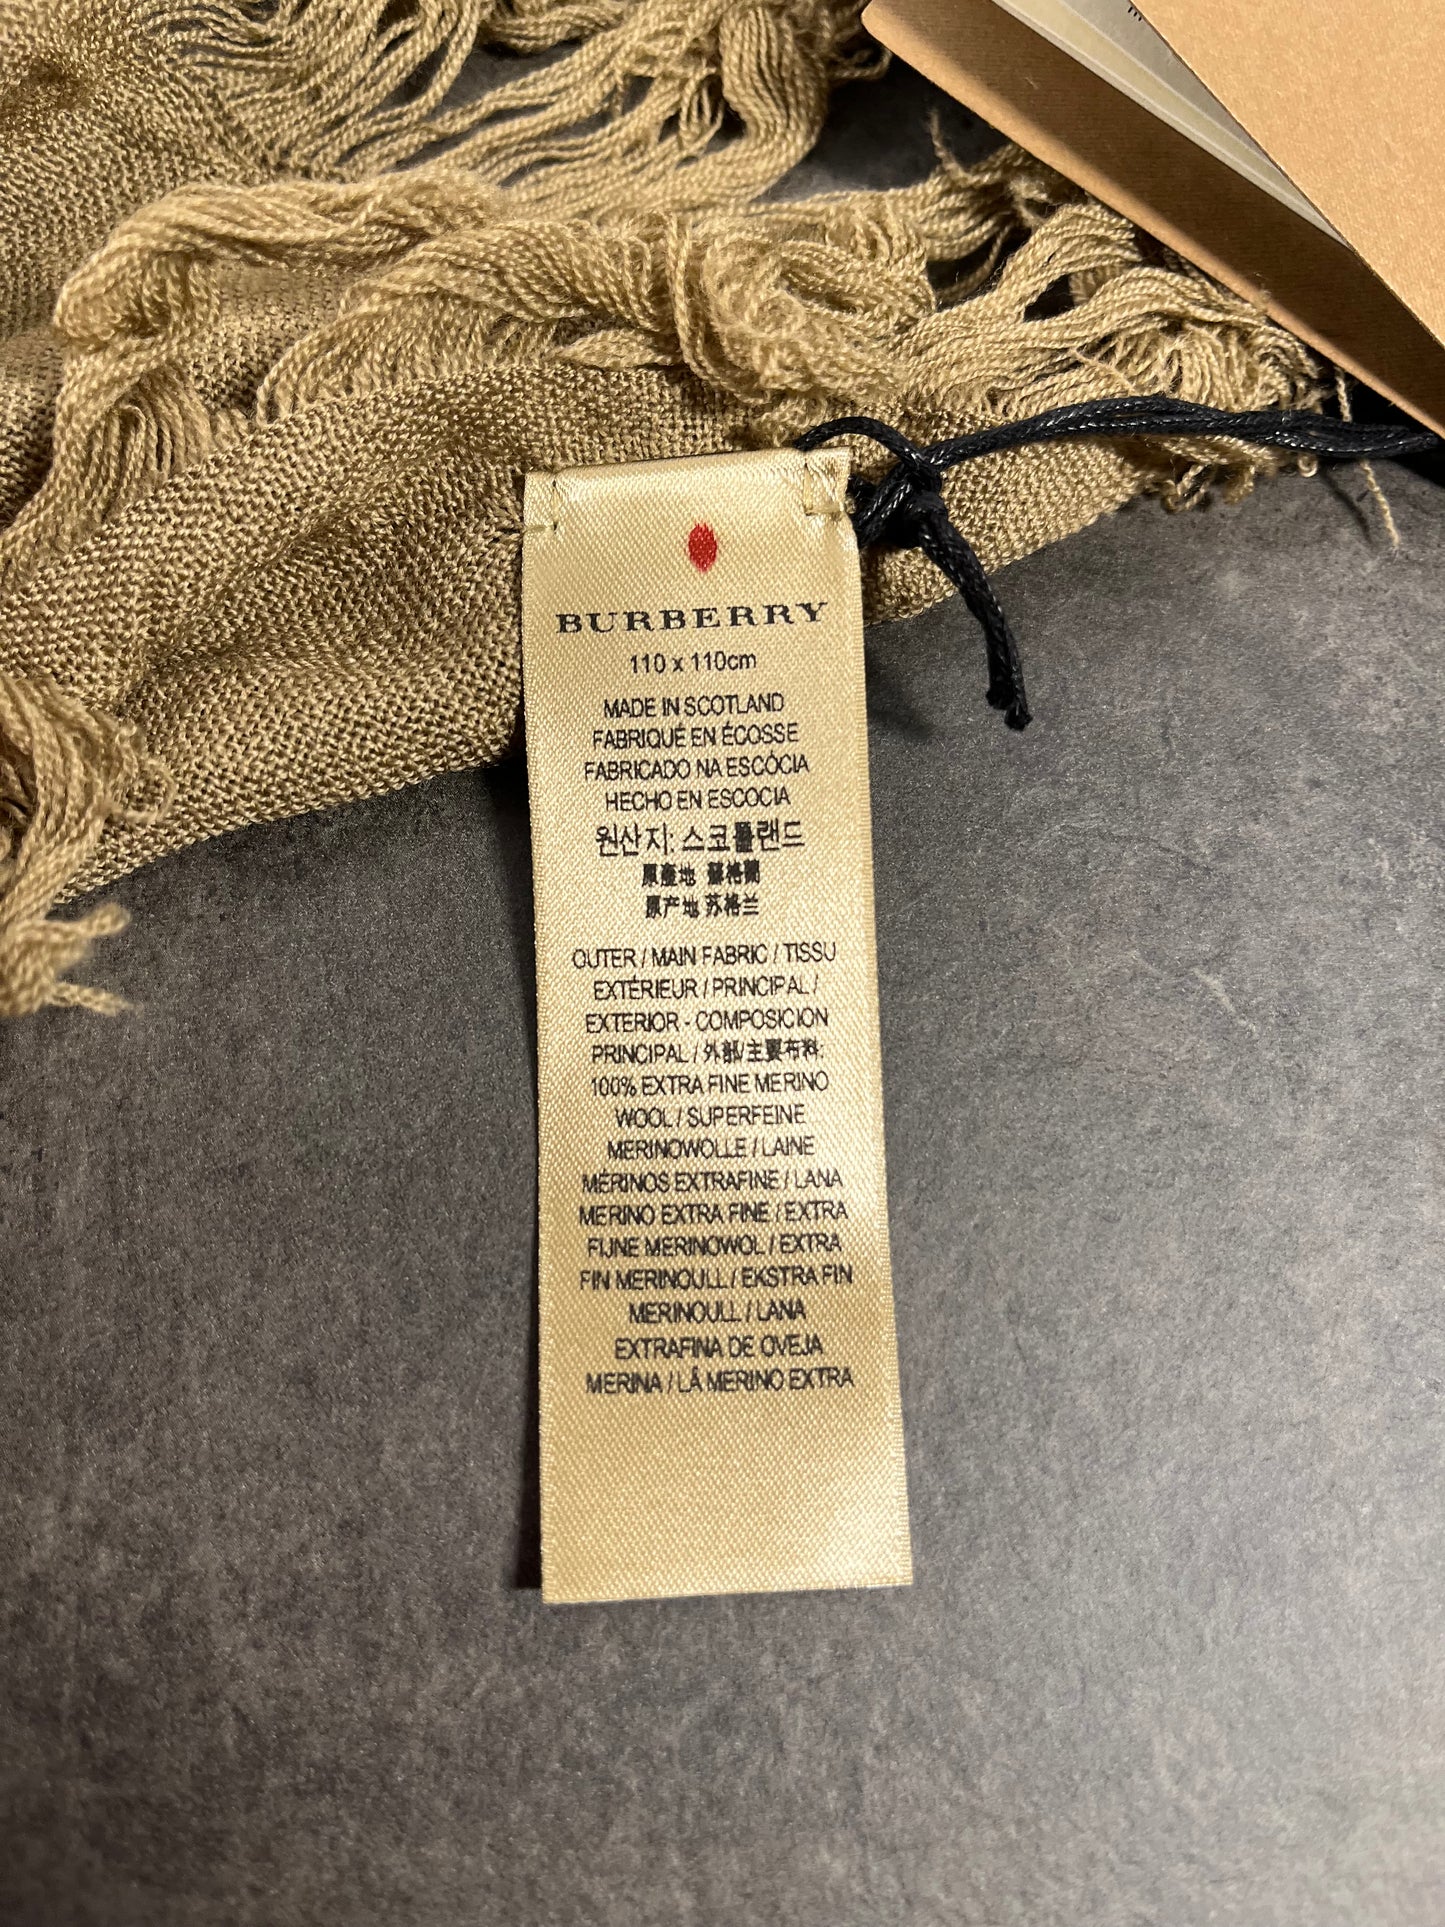 BURBERRY
110 x 110cm
MADE IN SCOTLAND
FABRIQUÉ EN ÉCOSSE
FABRICADO NA ESCÓCIA
HECHO EN ESCOCIA
원산지: 스코틀랜드
原產地 蘇格蘭
原产地 苏格兰
OUTER / MAIN FABRIC / TISSU
EXTÉRIEUR / PRINCIPAL /
EXTERIOR - COMPOSICION
PRINCIPAL / 外部/主要布料:
100% EXTRA FINE MERINO
WOOL / SUPERFEINE
MERINOWOLLE / LAINE
MÉRINOS EXTRAFINE / LANA
MERINO EXTRA FINE / EXTRA
FIJNE MERINOWOL / EXTRA
FIN MERINOULL / EKSTRA FIN
MERINOULL / LANA
EXTRAFINA DE OVEJA
MERINA / LÃ MERINO EXTRA